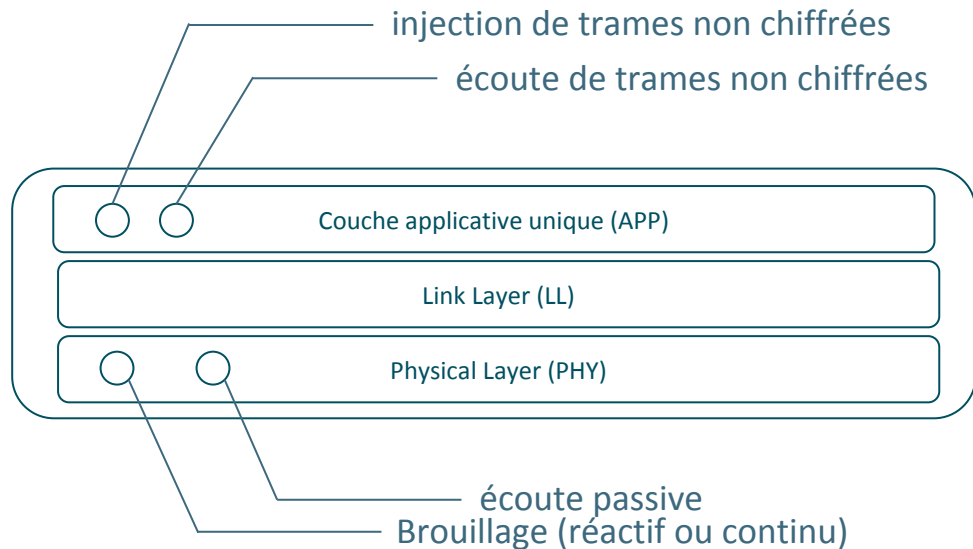 injection de trames non chiffrées
écoute de trames non chiffrées
Couche applicative unique (APP)
Link Layer (LL)
Physical Layer (PHY)
écoute passive
Brouillage (réactif ou continu)